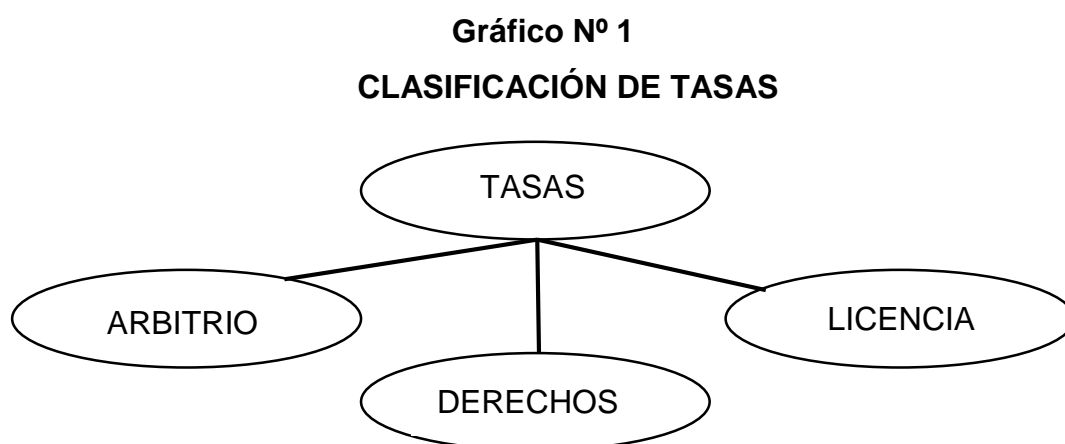 Gráfico Nº 1
CLASIFICACIÓN DE TASAS
TASAS
ARBITRIO
LICENCIA
DERECHOS